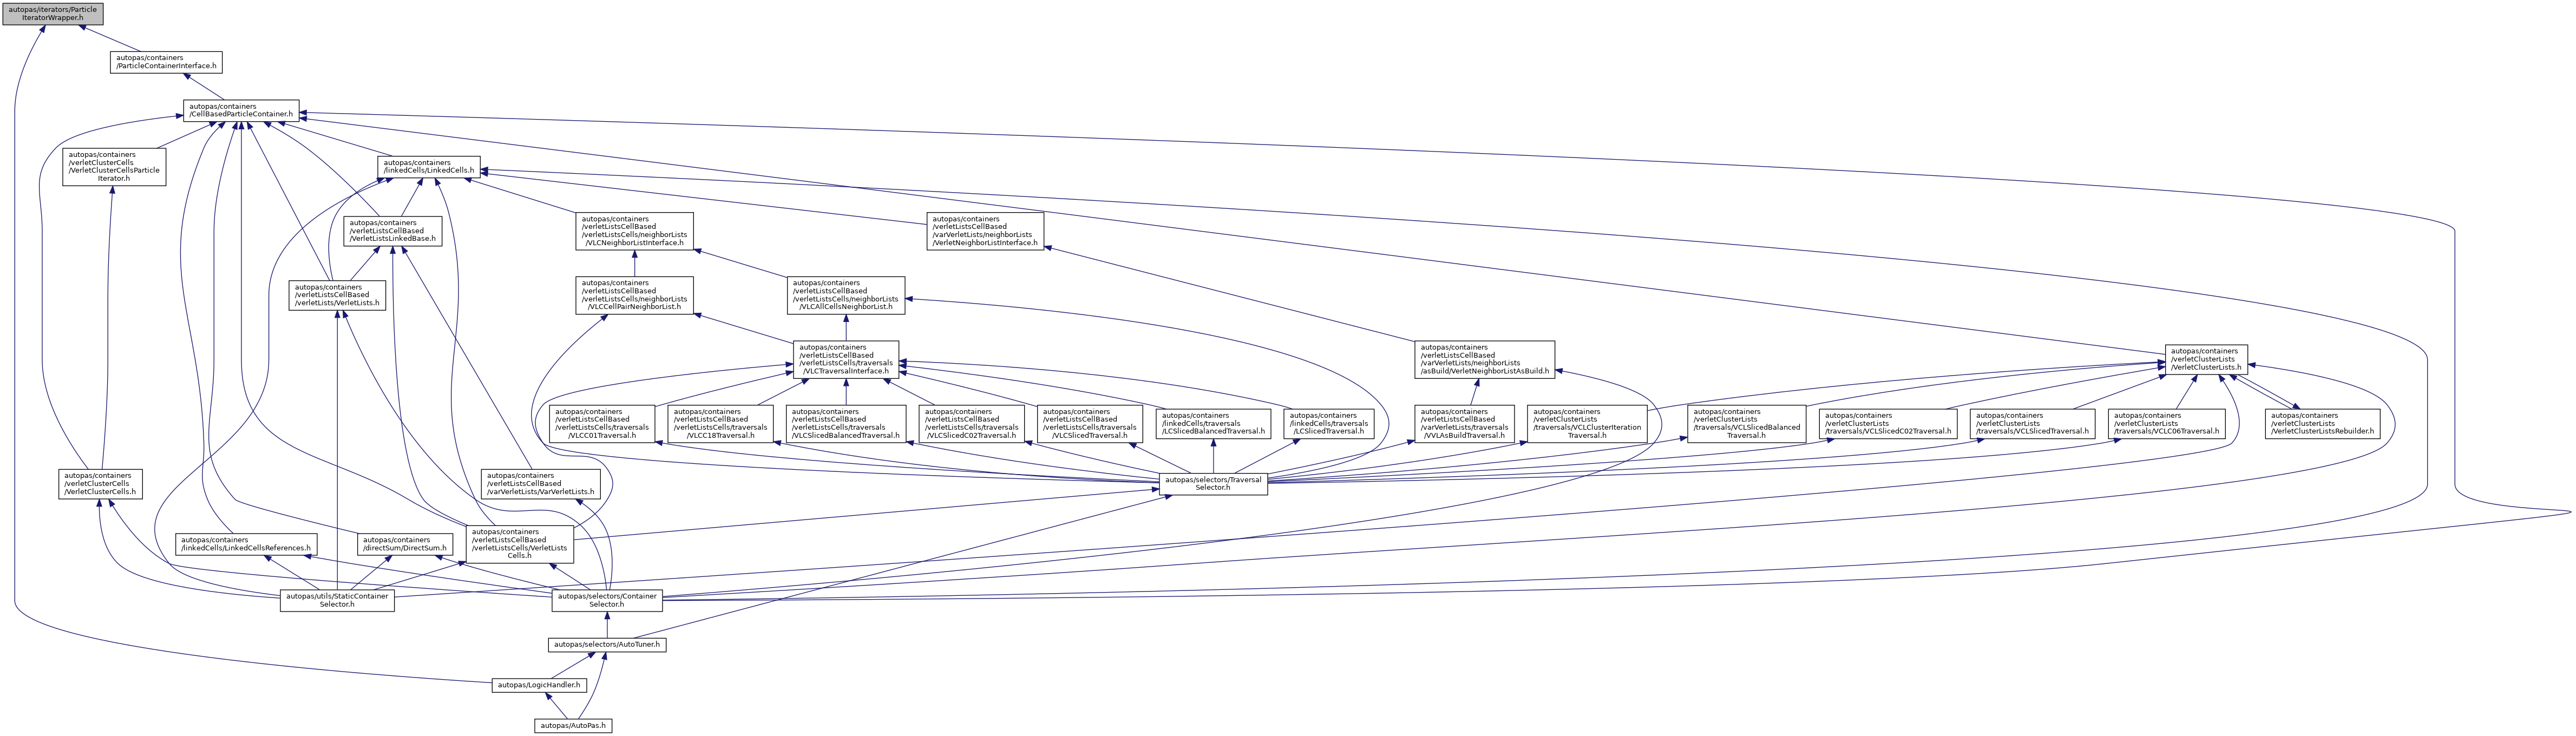 autopas/iterators/Particle
IteratorWrapper.h
autopas/containers
/ParticleContainerInterface.h
autopas/containers
/CellBasedParticleContainer.h
autopas/containers
/verletClusterCells
/VerletClusterCellsParticle
Iterator.h
autopas/containers
/linkedCells/LinkedCells.h
autopas/containers
/verletListsCellBased
/VerletListsLinkedBase.h
autopas/containers
/verletListsCellBased
/verletListsCells/neighborLists
/VLCNeighborListInterface.h
autopas/containers
/verletListsCellBased
/varVerletLists/neighborLists
/VerletNeighborListInterface.h
autopas/containers
/verletListsCellBased
/verletLists/VerletLists.h
autopas/containers
/verletListsCellBased
/verletListsCells/neighborLists
/VLCCellPairNeighborList.h
autopas/containers
/verletListsCellBased
/verletListsCells/neighborLists
/VLCAllCellsNeighborList.h
autopas/containers
/verletListsCellBased
/verletListsCells/traversals
/VLCTraversalInterface.h
autopas/containers
/verletListsCellBased
/varVerletLists/neighborLists
/asBuild/VerletNeighborListAsBuild.h
autopas/containers
/verletClusterLists
/VerletClusterLists.h
autopas/containers
/verletListsCellBased
/verletListsCells/traversals
/VLCC01Traversal.h
autopas/containers
/verletListsCellBased
/verletListsCells/traversals
/VLCC18Traversal.h
autopas/containers
/verletListsCellBased
/verletListsCells/traversals
/VLCSlicedBalancedTraversal.h
autopas/containers
/verletListsCellBased
/verletListsCells/traversals
/VLCSlicedC02Traversal.h
autopas/containers
/verletListsCellBased
/verletListsCells/traversals
/VLCSlicedTraversal.h
autopas/containers
/linkedCells/traversals
/LCSlicedBalancedTraversal.h
autopas/containers
/linkedCells/traversals
/LCSlicedTraversal.h
autopas/containers
/verletListsCellBased
/varVerletLists/traversals
/VVLAsBuildTraversal.h
autopas/containers
/verletClusterLists
/traversals/VCLClusterIteration
Traversal.h
autopas/containers
/verletClusterLists
/traversals/VCLSlicedBalanced
Traversal.h
autopas/containers
/verletClusterLists
/traversals/VCLSlicedC02Traversal.h
autopas/containers
/verletClusterLists
/traversals/VCLSlicedTraversal.h
autopas/containers
/verletClusterLists
/traversals/VCLC06Traversal.h
autopas/containers
/verletClusterLists
/VerletClusterListsRebuilder.h
autopas/containers
/verletClusterCells
/VerletClusterCells.h
autopas/containers
/verletListsCellBased
/varVerletLists/VarVerletLists.h
autopas/selectors/Traversal
Selector.h
autopas/containers
/linkedCells/LinkedCellsReferences.h
autopas/containers
/directSum/DirectSum.h
autopas/containers
/verletListsCellBased
/verletListsCells/VerletLists
Cells.h
autopas/utils/StaticContainer
Selector.h
autopas/selectors/Container
Selector.h
autopas/selectors/AutoTuner.h
autopas/LogicHandler.h
autopas/AutoPas.h